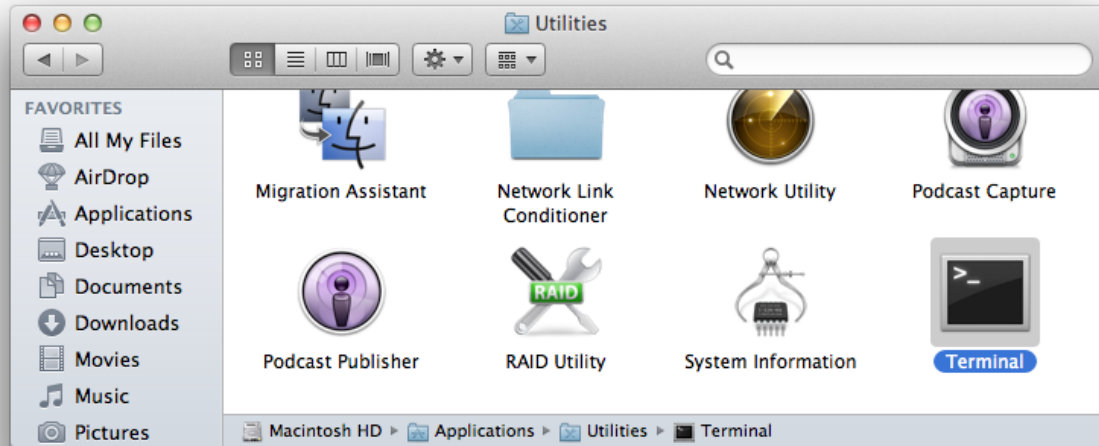 Utilities
FAVORITES
All My Files
AirDrop
Applications
Desktop
Documents
Downloads
Movies
Music
Pictures
Migration Assistant
Network Link
Conditioner
Network Utility
Podcast Capture
Podcast Publisher
RAID
RAID Utility
System Information
>_
Terminal
Macintosh HD ▸ Applications ▸ Utilities ▸ Terminal